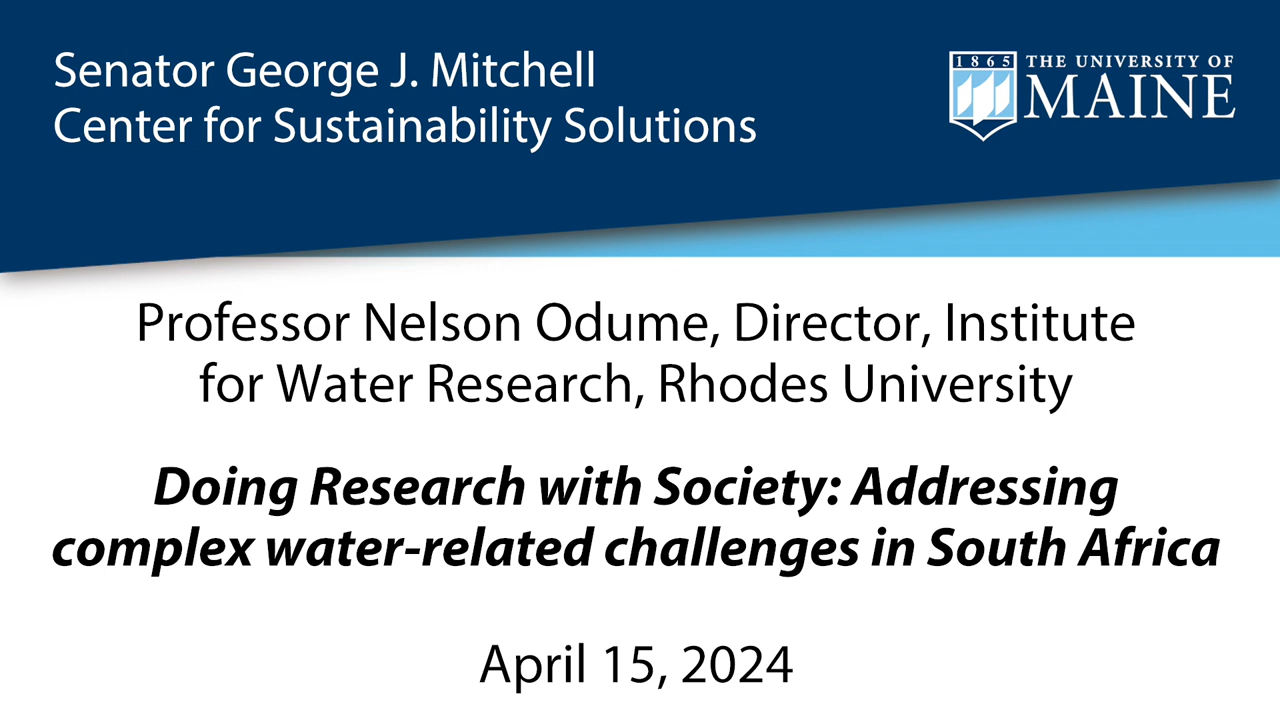 Senator George J. Mitchell
Center for Sustainability Solutions
1865
THE UNIVERSITY OF
MAINE
Professor Nelson Odume, Director, Institute
for Water Research, Rhodes University
Doing Research with Society: Addressing
complex water-related challenges in South Africa
April 15, 2024